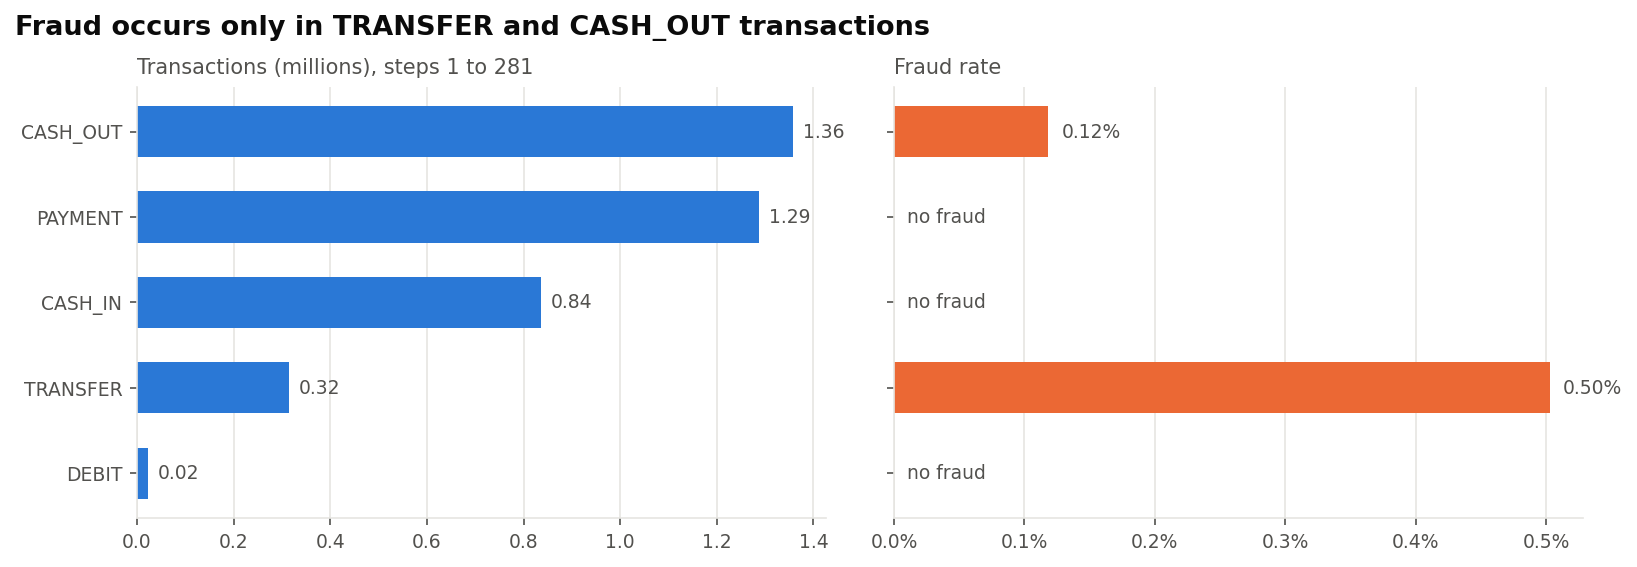 Fraud occurs only in TRANSFER and CASH_OUT transactions
Transactions (millions), steps 1 to 281
CASH_OUT
1.36
PAYMENT
1.29
CASH_IN
0.84
TRANSFER
0.32
DEBIT
0.02
0.0 0.2 0.4 0.6 0.8 1.0 1.2 1.4
Fraud rate
0.12%
no fraud
no fraud
0.50%
no fraud
0.0% 0.1% 0.2% 0.3% 0.4% 0.5%